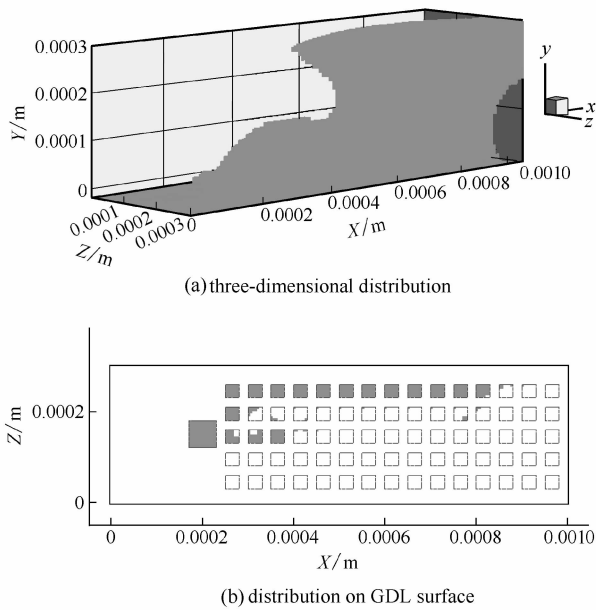 0.0003
0.0002
0.0001
0
Y/m
0.0001
0.0002
0.0003
Z/m
0
0.0002
0.0004
0.0006
0.0008
0.0010
X/m
y
x
z
(a) three-dimensional distribution
0.0002
0
Z/m
0
0.0002
0.0004
0.0006
0.0008
0.0010
X/m
(b) distribution on GDL surface